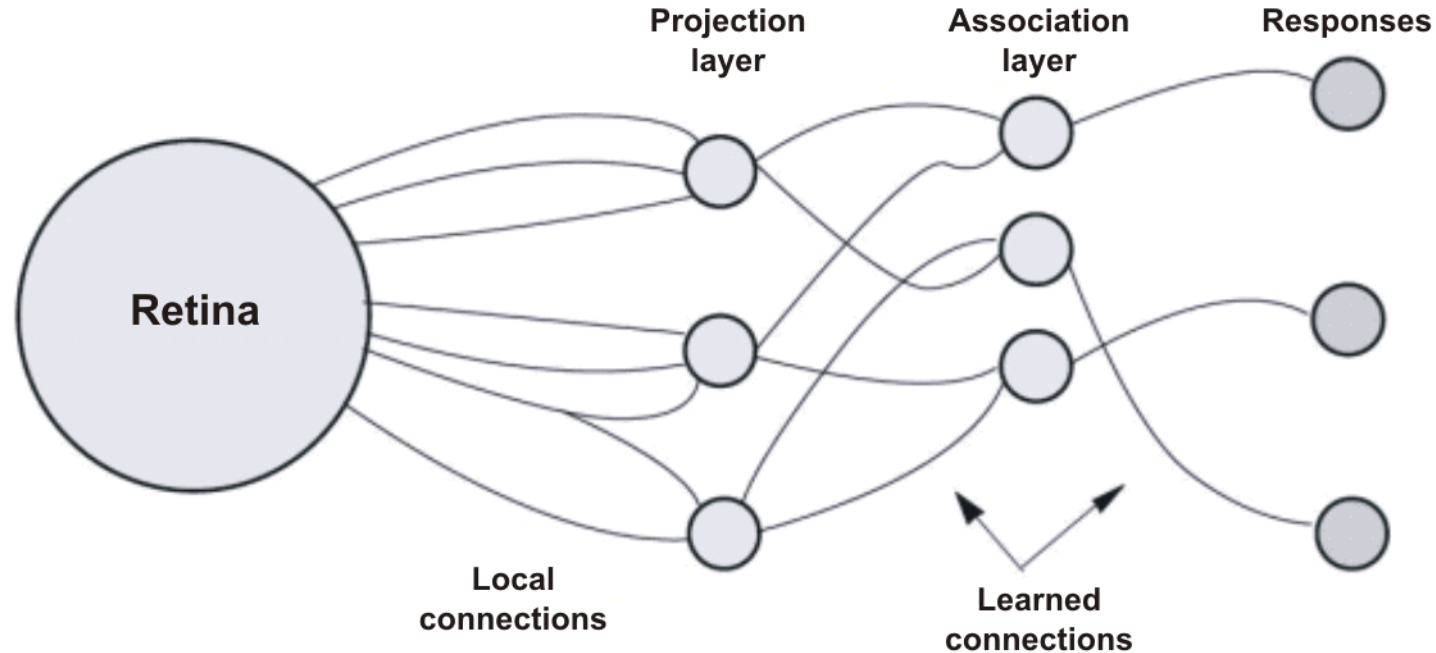 Projection
layer
Association
layer
Responses
Retina
Local
connections
Learned
connections